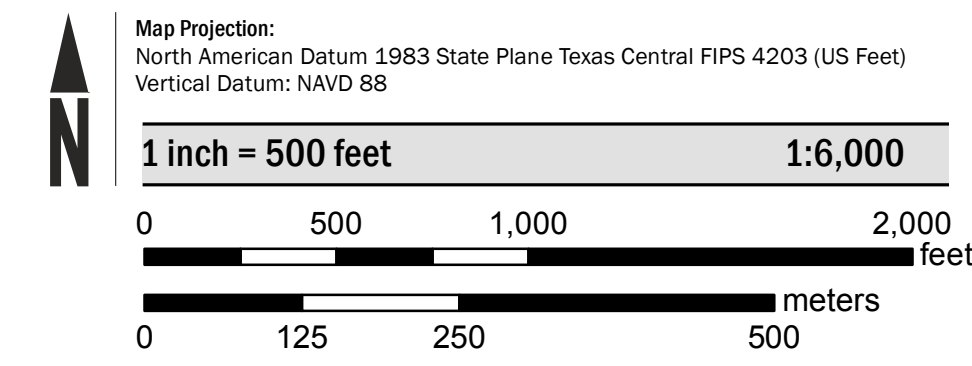 Map Projection:
North American Datum 1983 State Plane Texas Central FIPS 4203 (US Feet)
Vertical Datum: NAVD 88
N
1 inch = 500 feet 1:6,000
0 500 1,000 2,000
feet
meters
0 125 250 500